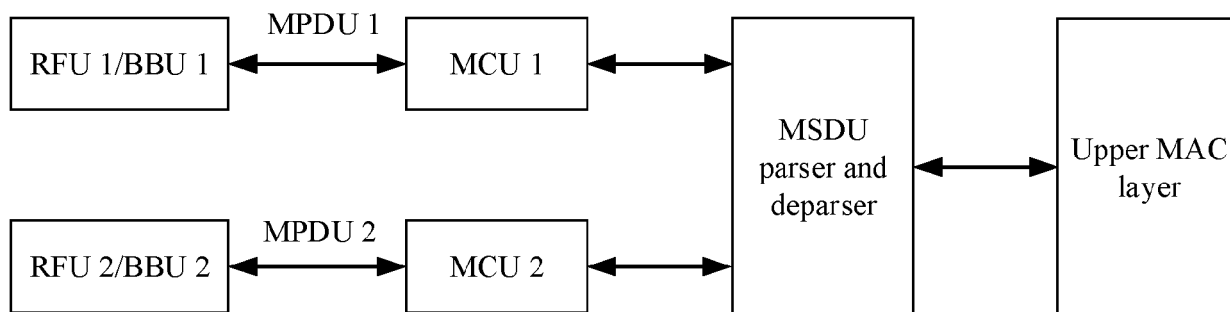 MPDU 1
RFU 1/BBU 1
MCU 1
MSDU
parser and
deparser
Upper MAC
layer
MPDU 2
RFU 2/BBU 2
MCU 2